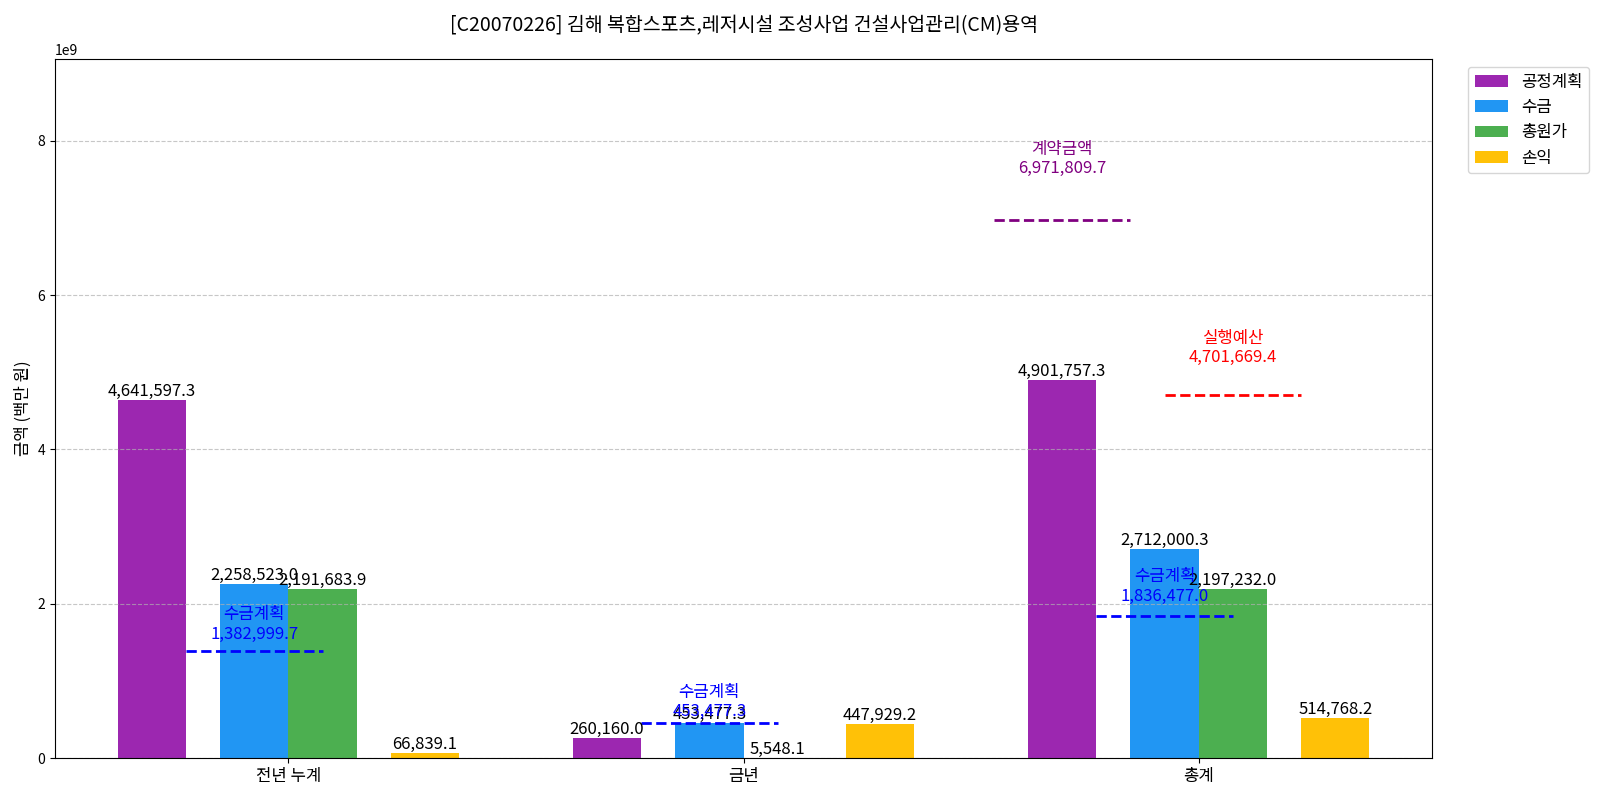 [C20070226] 김해 복합스포츠,레저시설 조성사업 건설사업관리(CM)용역
1e9
공정계획
수금
총원가
손익
금액 (백만 원)
8
6
4
2
0
계약금액
6,971,809.7
실행예산
4,701,669.4
4,641,597.3
4,901,757.3
2,258,523.0
2,191,683.9
수금계획
1,382,999.7
66,839.1
260,160.0
수금계획
453,477.3
453,477.3
5,548.1
447,929.2
2,712,000.3
수금계획
1,836,477.0
2,197,232.0
514,768.2
전년 누계
금년
총계